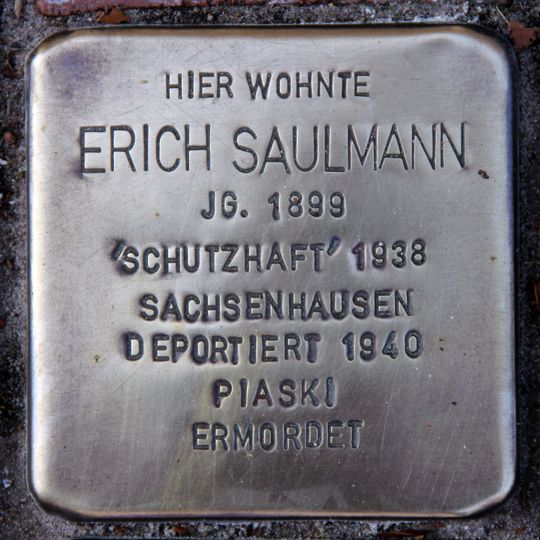 HIER WOHNTE
ERICH SAULMANN
JG. 1899
'SCHUTZHAFT' 1938
SACHSENHAUSEN
DEPORTIERT 1940
PIASKI
ERMORDET